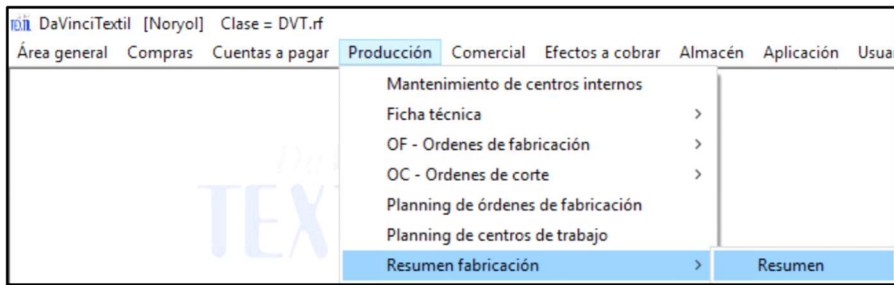 DaVinciTextil [Noryol] Clase = DVT.rf
Área general Compras Cuentas a pagar Producción Comercial Efectos a cobrar Almacén Aplicación Usuar
Mantenimiento de centros internos
Ficha técnica
OF - Ordenes de fabricación
OC - Ordenes de corte
Planning de órdenes de fabricación
Planning de centros de trabajo
Resumen fabricación Resumen
TEX